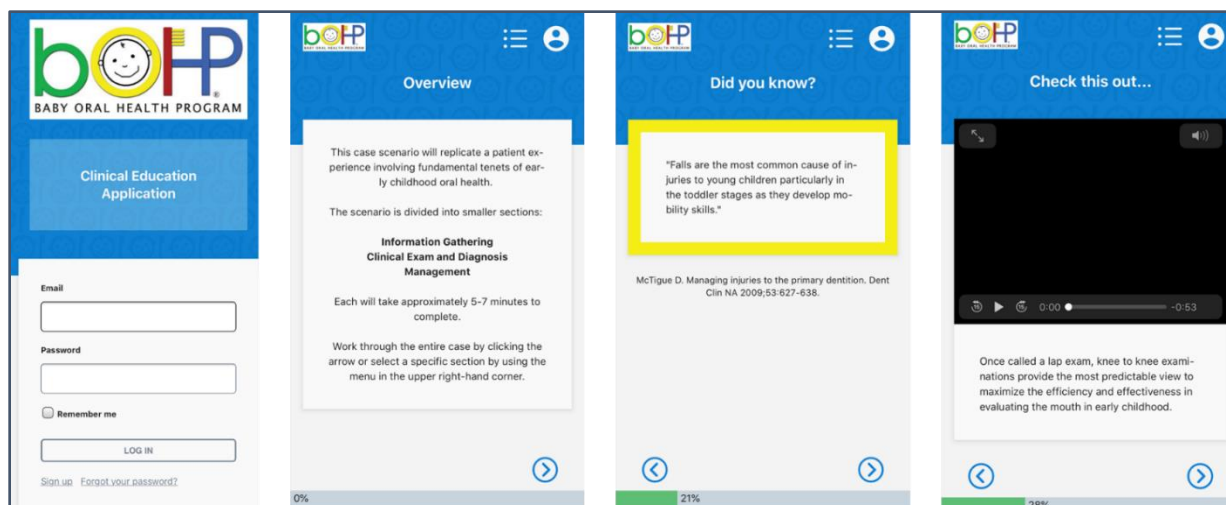 bOHP
BABY ORAL HEALTH PROGRAM
Clinical Education
Application
Email
Password
Remember me
LOG IN
Sign up Forgot your password?
bOHP
BABY ORAL HEALTH PROGRAM
Overview
This case scenario will replicate a patient ex-
perience involving fundamental tenets of ear-
ly childhood oral health.
The scenario is divided into smaller sections:
Information Gathering
Clinical Exam and Diagnosis
Management
Each will take approximately 5-7 minutes to
complete.
Work through the entire case by clicking the
arrow or select a specific section by using the
menu in the upper right-hand corner.
0%
bOHP
BABY ORAL HEALTH PROGRAM
Did you know?
"Falls are the most common cause of in-
juries to young children particularly in
the toddler stages as they develop mo-
bility skills."
McTigue D. Managing injuries to the primary dentition. Dent
Clin NA 2009;53:627-638.
21%
bOHP
BABY ORAL HEALTH PROGRAM
Check this out...
15 15 0:00 -0:53
Once called a lap exam, knee to knee exami-
nations provide the most predictable view to
maximize the efficiency and effectiveness in
evaluating the mouth in early childhood.
28%